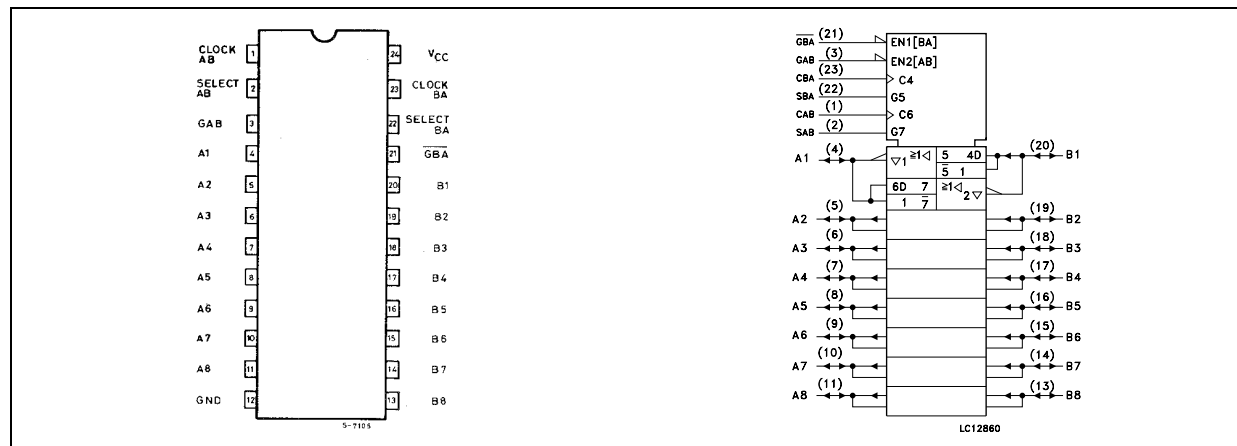 CLOCK AB 1 24 VCC
SELECT AB 2 23 CLOCK BA
GAB 3 22 SELECT BA
A1 4 21 GBA
A2 5 20 B1
A3 6 19 B2
A4 7 18 B3
A5 8 17 B4
A6 9 16 B5
A7 10 15 B6
A8 11 14 B7
GND 12 13 B8
S-7105
GBA (21) EN1[BA]
GAB (3) EN2[AB]
CBA (23) C4
SBA (22) G5
CAB (1) C6
SAB (2) G7
A1 (4) ▽1 ≧1◁ 5 4D (20) B1
5 1
6D 7 ≧1◁
1 7 2▽
A2 (5) (19) B2
A3 (6) (18) B3
A4 (7) (17) B4
A5 (8) (16) B5
A6 (9) (15) B6
A7 (10) (14) B7
A8 (11) (13) B8
LC12860